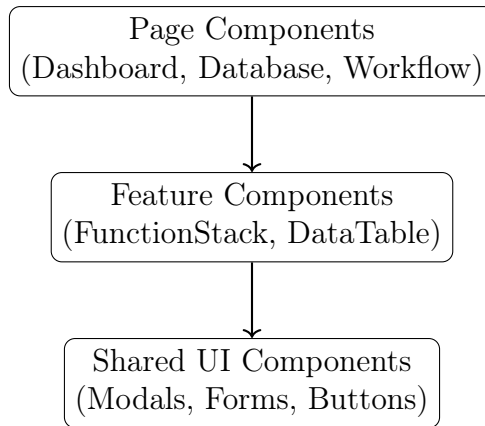 Page Components
(Dashboard, Database, Workflow)
Feature Components
(FunctionStack, DataTable)
Shared UI Components
(Modals, Forms, Buttons)